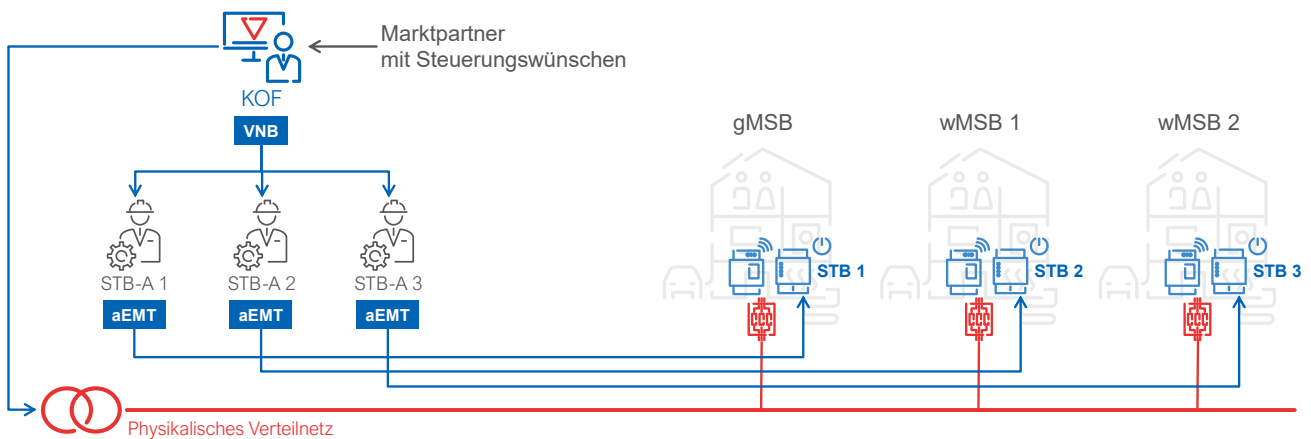 Marktpartner
mit Steuerungswünschen
KOF
VNB
gMSB
wMSB 1
wMSB 2
STB 1
STB 2
STB 3
STB-A 1
STB-A 2
STB-A 3
aEMT
aEMT
aEMT
Physikalisches Verteilnetz